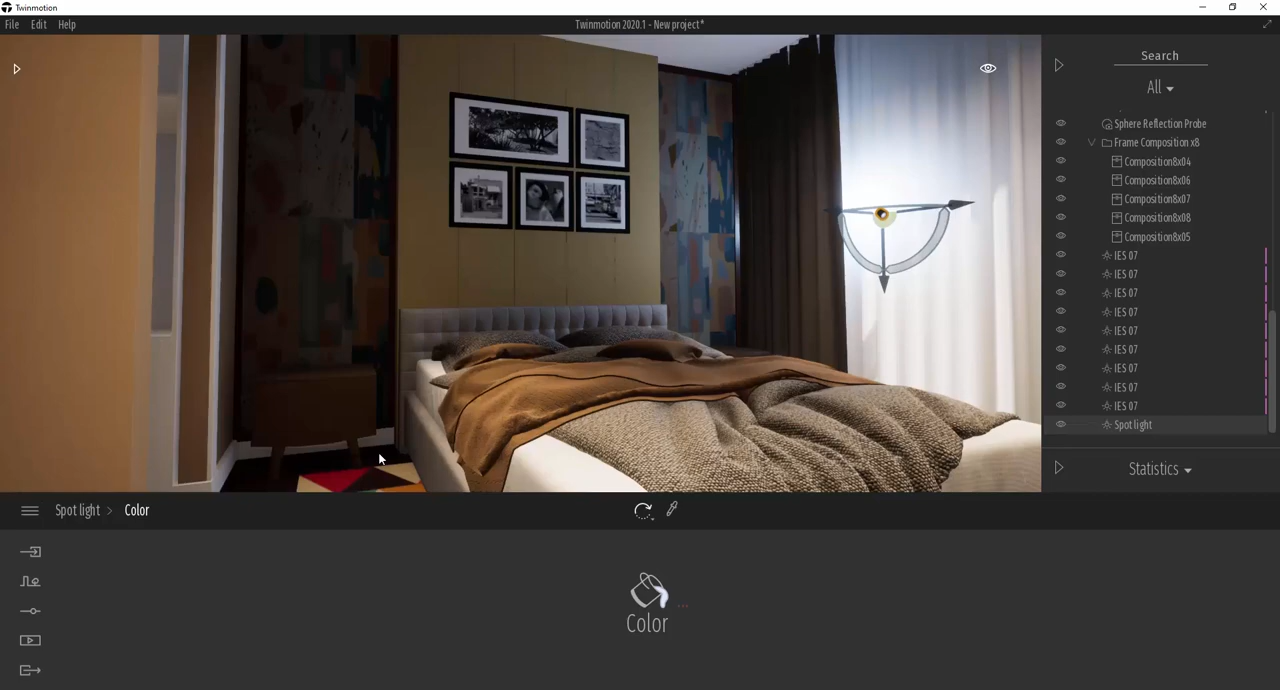 Twinmotion
File Edit Help
Twinmotion 2020.1 - New project*
Search
All
Sphere Reflection Probe
Frame Composition x8
Composition8x04
Composition8x06
Composition8x07
Composition8x08
Composition8x05
IES 07
IES 07
IES 07
IES 07
IES 07
IES 07
IES 07
IES 07
IES 07
Spot light
Statistics
Spot light > Color
Color